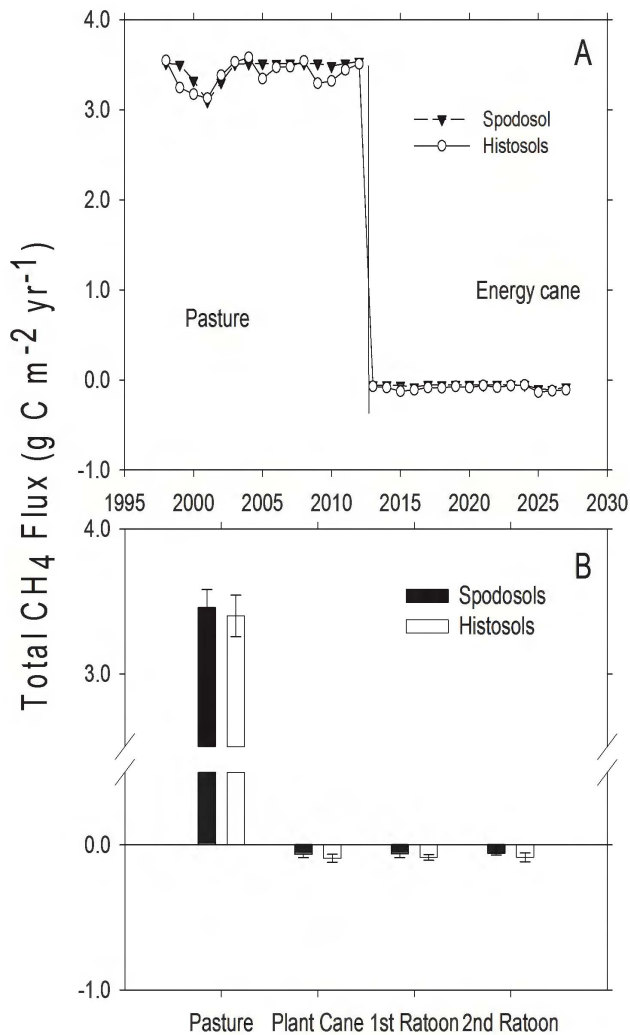 Total CH4 Flux (g C m-2 yr-1)
4.0
A
3.0
Spodosol
Histosols
2.0
1.0
Pasture
Energy cane
0.0
-1.0
1995 2000 2005 2010 2015 2020 2025 2030
4.0
B
Spodosols
Histosols
3.0
0.0
-1.0
Pasture Plant Cane 1st Ratoon 2nd Ratoon